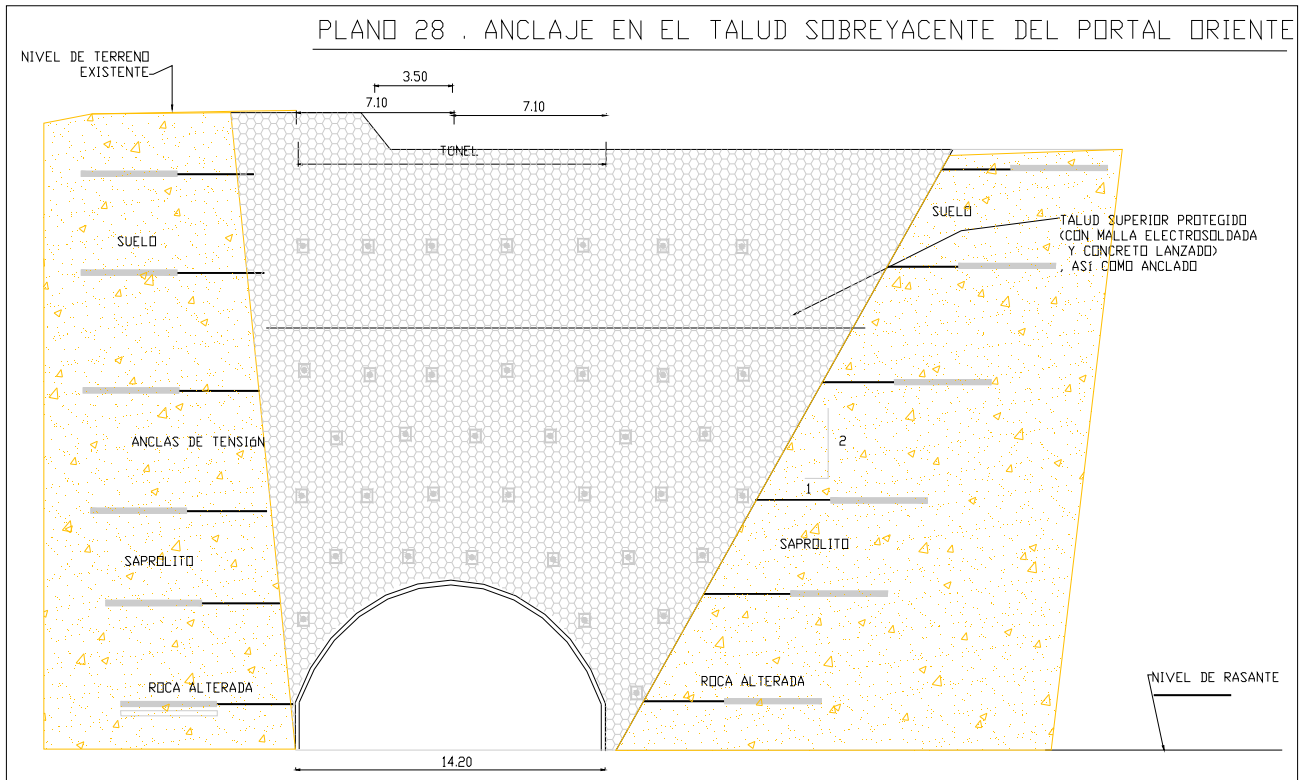 PLANO 28 . ANCLAJE EN EL TALUD SOBREYACENTE DEL PORTAL ORIENTE
NIVEL DE TERRENO
EXISTENTE
3.50
7.10
7.10
TUNEL
SUELO
SUELO
TALUD SUPERIOR PROTEGIDO
(CON MALLA ELECTROSOLDADA
Y CONCRETO LANZADO)
, ASÍ COMO ANCLADO
ANCLAS DE TENSIóN
2
1
SAPROLITO
SAPROLITO
ROCA ALTERADA
ROCA ALTERADA
NIVEL DE RASANTE
14.20